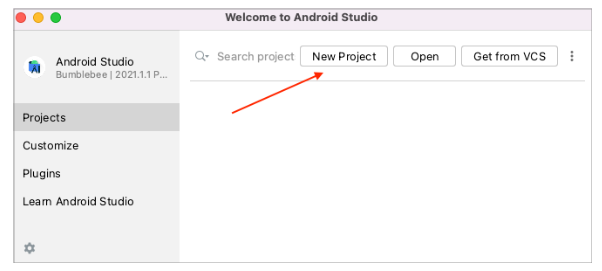 Welcome to Android Studio
Android Studio
Bumblebee | 2021.1.1 P...
Search project
New Project
Open
Get from VCS
Projects
Customize
Plugins
Learn Android Studio